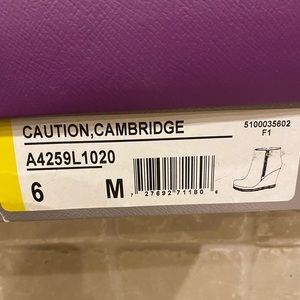 CAUTION,CAMBRIDGE
5100035602
F1
A4259L1020
6
M
7 27692 71180 6